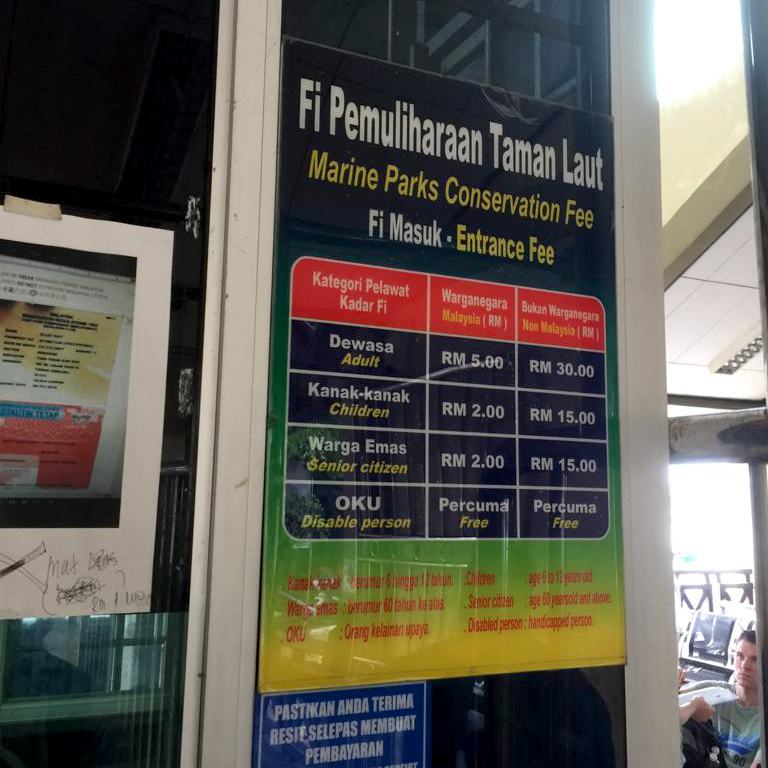 Fi Pemuliharaan Taman Laut
Marine Parks Conservation Fee
Fi Masuk - Entrance Fee
Kategori Pelawat Kadar Fi
Warganegara Malaysia ( RM )
Bukan Warganegara Non Malaysia ( RM )
Dewasa Adult
RM 5.00
RM 30.00
Kanak-kanak Children
RM 2.00
RM 15.00
Warga Emas Senior citizen
RM 2.00
RM 15.00
OKU Disable person
Percuma Free
Percuma Free
Kanak-kanak : berumur 6 hingga 12 tahun. .Children : age 6 to 12 years old.
Warga emas : berumur 60 tahun ke atas. . Senior citizen : age 60 yearsold and above.
. OKU : Orang kelainan upaya. . Disabled person : handicapped person.
PASTIKAN ANDA TERIMA
RESIT SELEPAS MEMBUAT
PEMBAYARAN